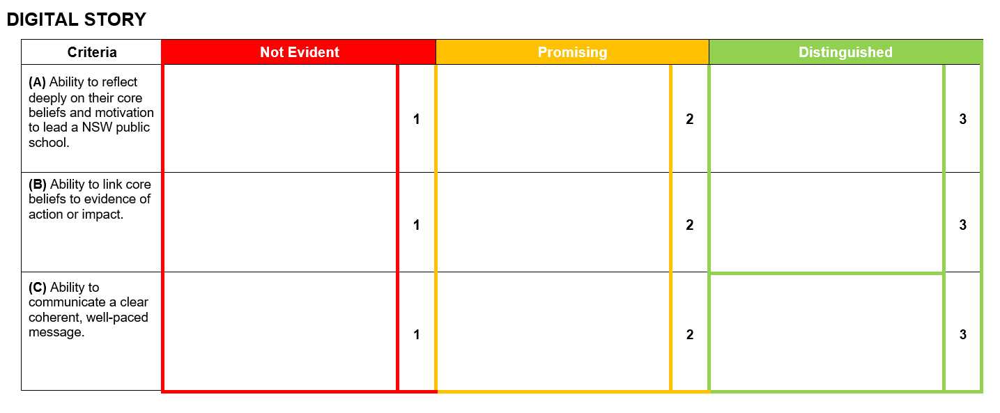 DIGITAL STORY
Criteria Not Evident Promising Distinguished
(A) Ability to reflect
deeply on their core
beliefs and motivation
to lead a NSW public
school.
1 2 3
(B) Ability to link core
beliefs to evidence of
action or impact.
1 2 3
(C) Ability to
communicate a clear
coherent, well-paced
message.
1 2 3